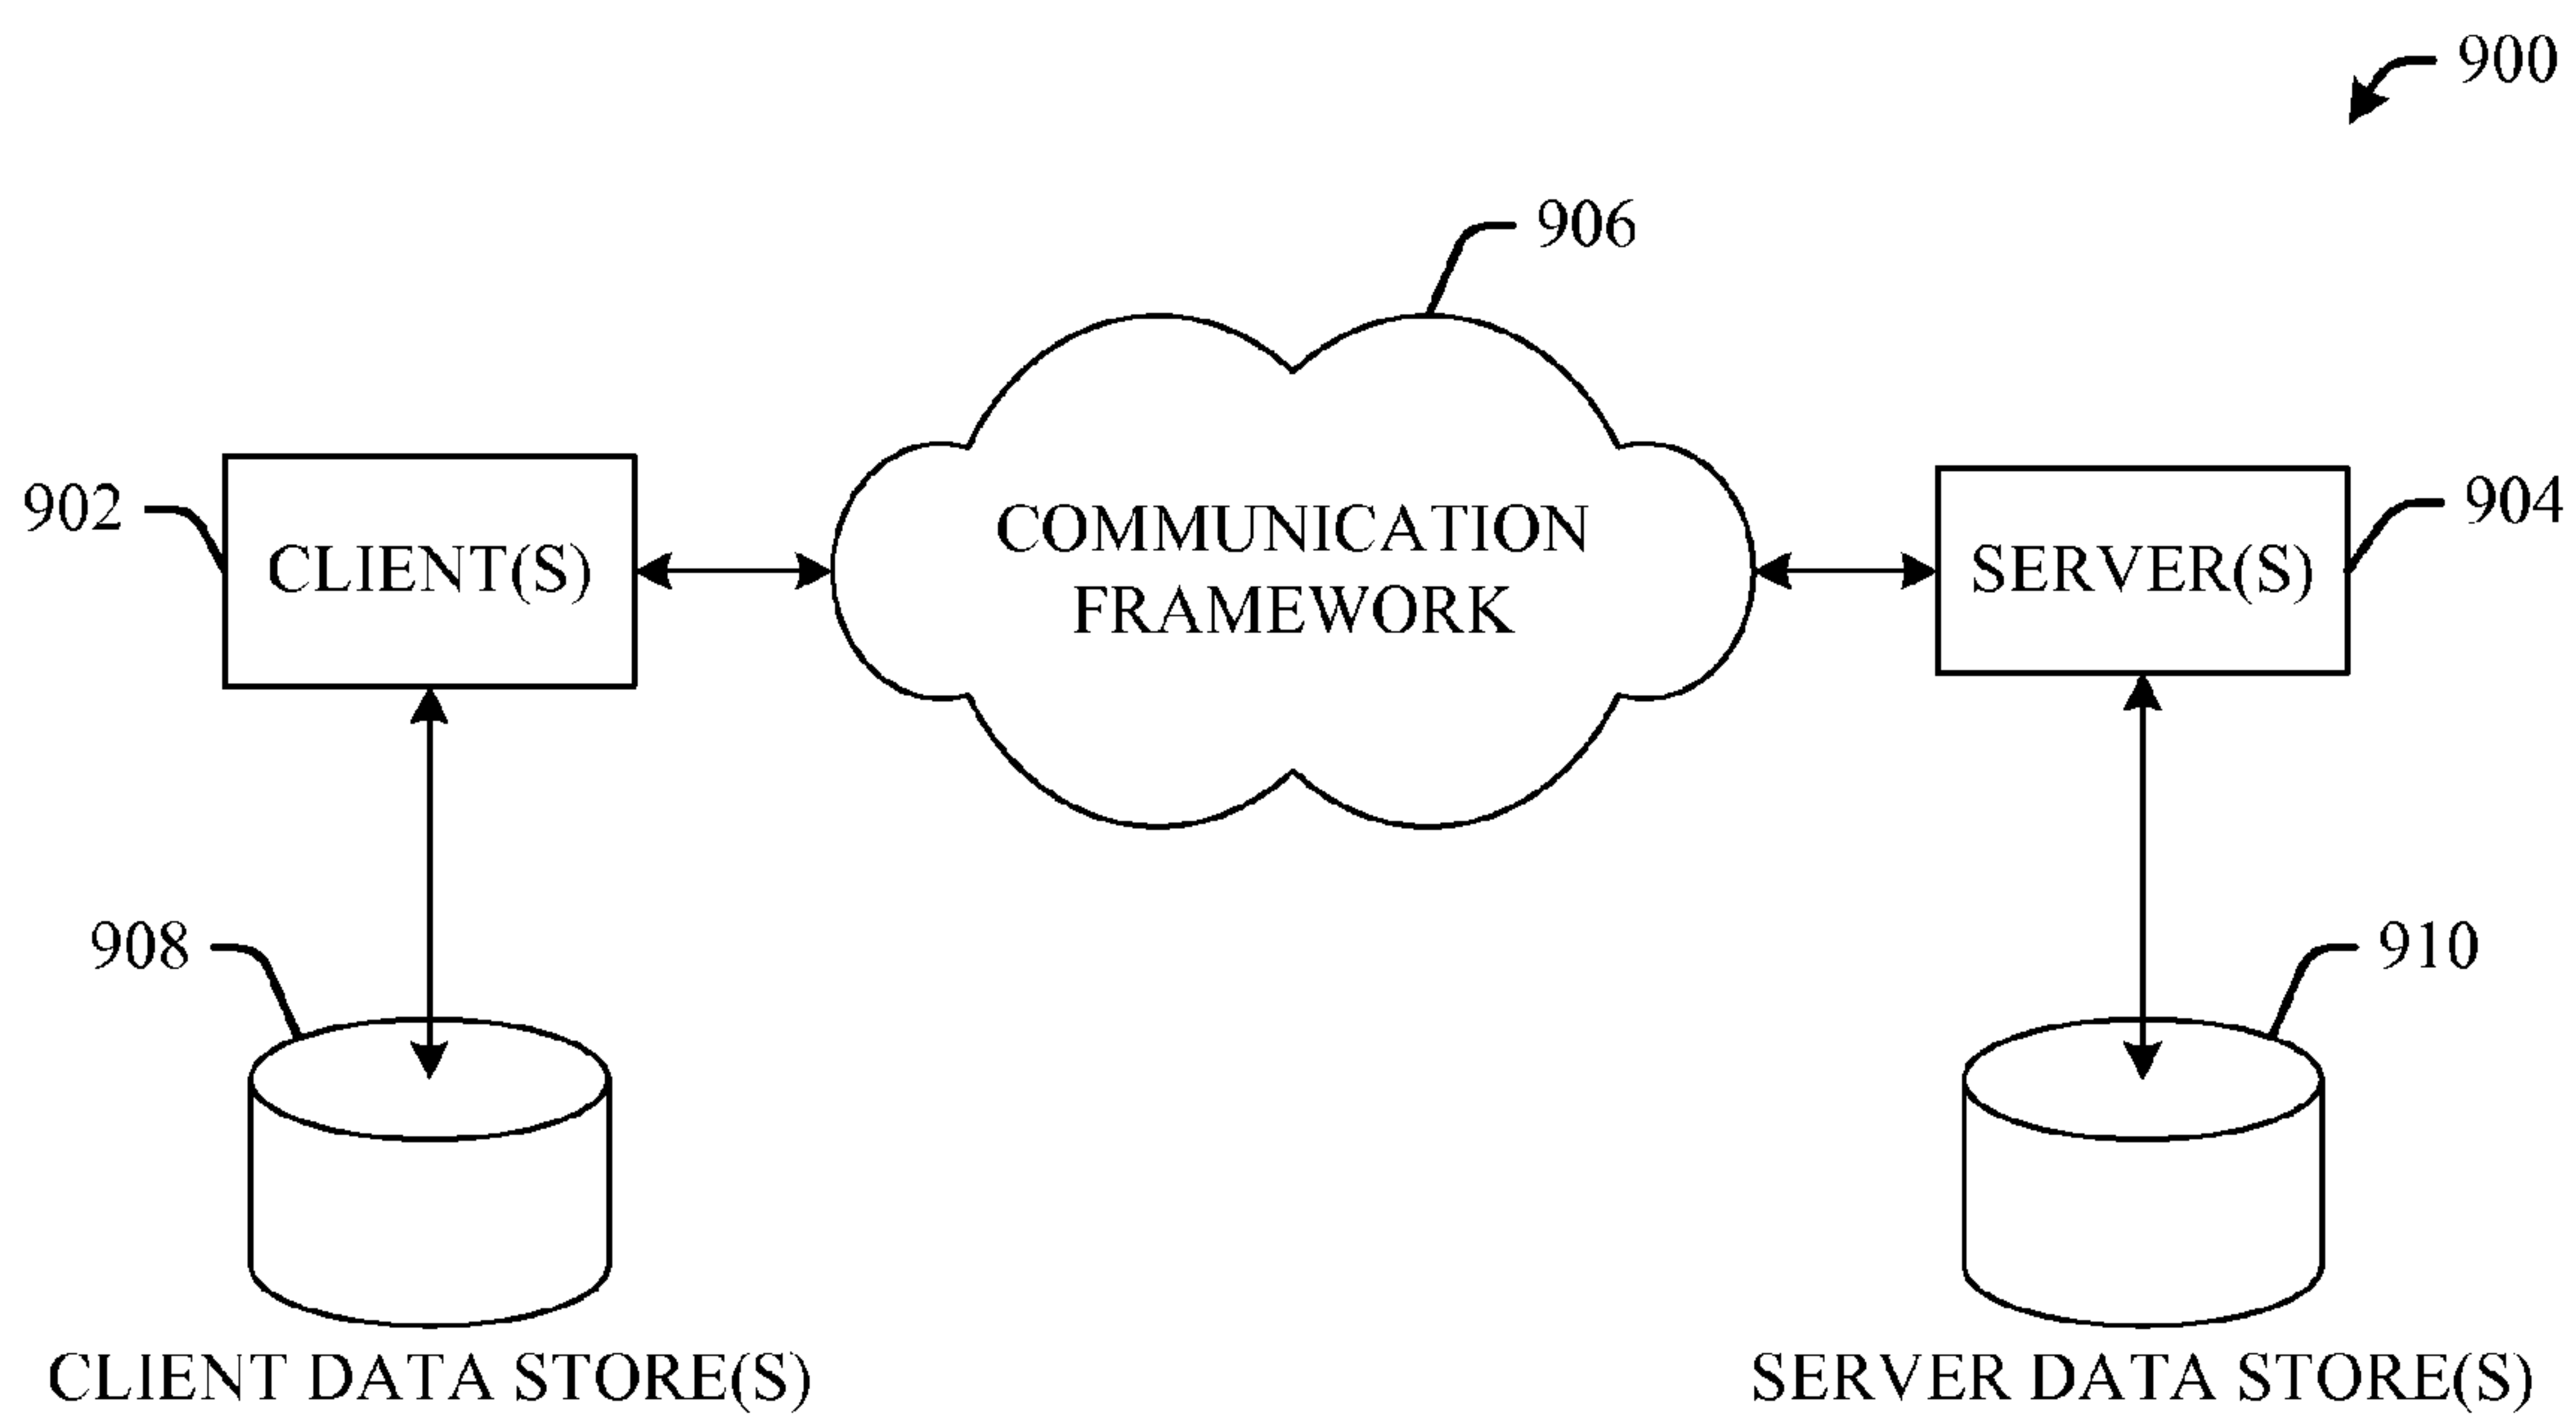 900
906
902
CLIENT(S)
COMMUNICATION
FRAMEWORK
SERVER(S)
904
908
910
CLIENT DATA STORE(S)
SERVER DATA STORE(S)